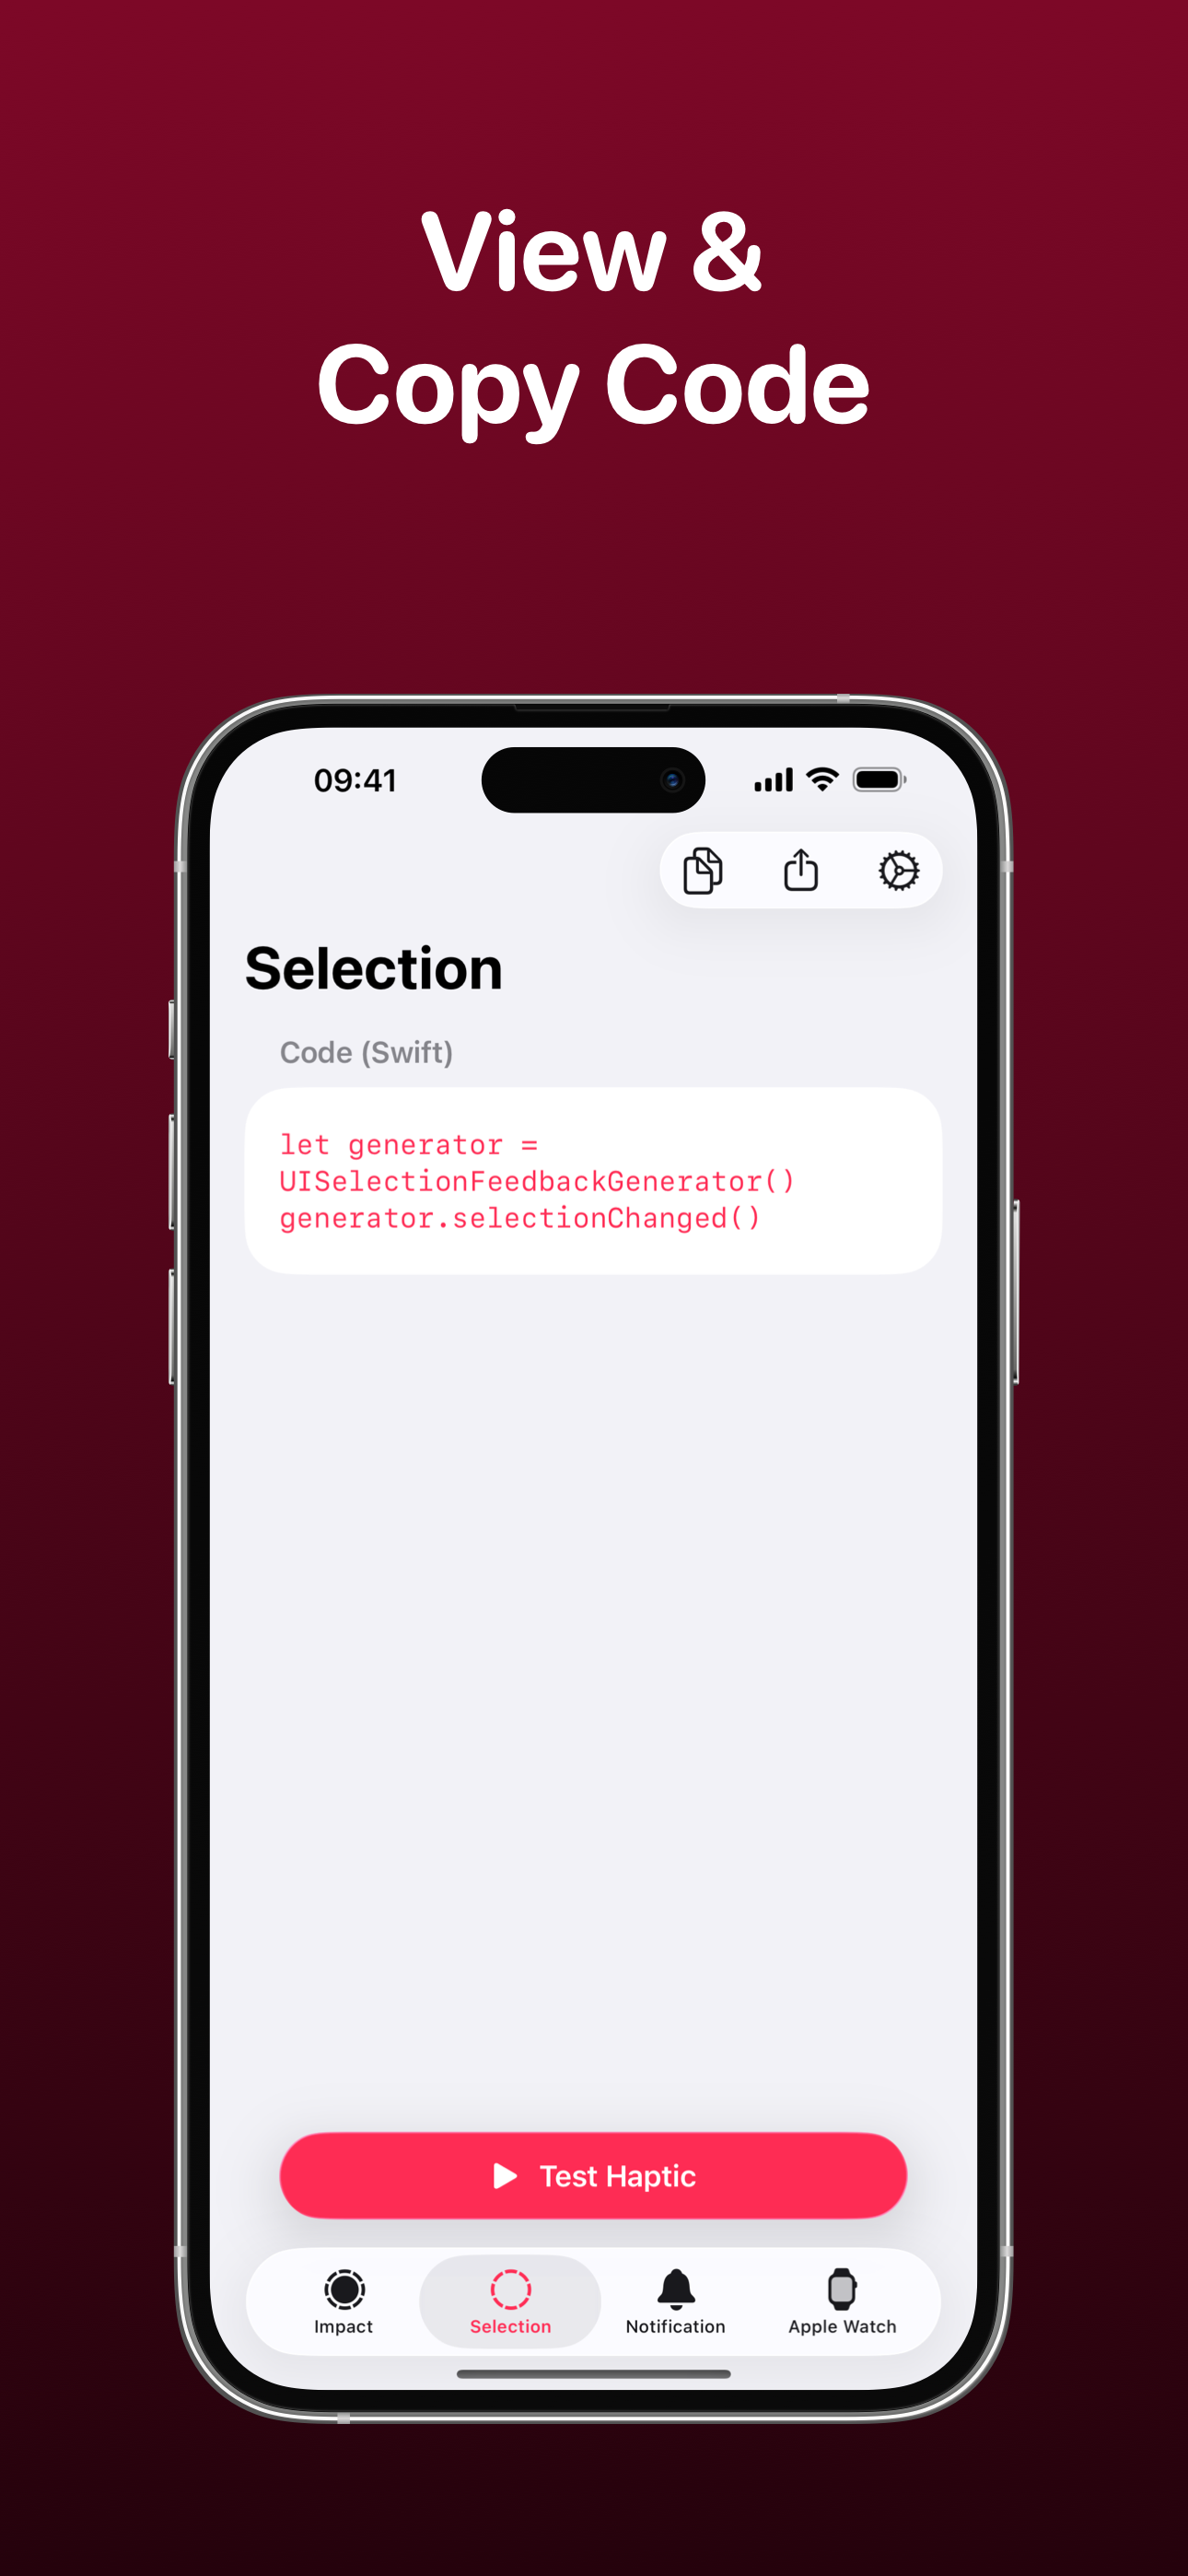 View &
Copy Code
09:41
Selection
Code (Swift)
let generator =
UISelectionFeedbackGenerator()
generator.selectionChanged()
Test Haptic
Impact
Selection
Notification
Apple Watch